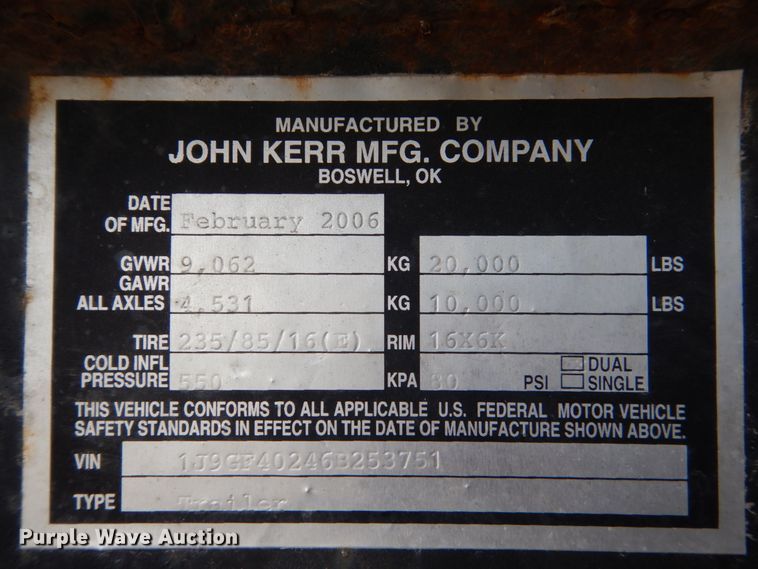 MANUFACTURED BY
JOHN KERR MFG. COMPANY
BOSWELL, OK
DATE OF MFG. February 2006
GVWR 9,062 KG 20,000 LBS
GAWR ALL AXLES 4,531 KG 10,000 LBS
TIRE 235/85/16(E) RIM 16X6K
COLD INFL PRESSURE 550 KPA 80 PSI DUAL SINGLE
THIS VEHICLE CONFORMS TO ALL APPLICABLE U.S. FEDERAL MOTOR VEHICLE
SAFETY STANDARDS IN EFFECT ON THE DATE OF MANUFACTURE SHOWN ABOVE.
VIN 1J9GF40246B253751
TYPE Trailer
Purple Wave Auction